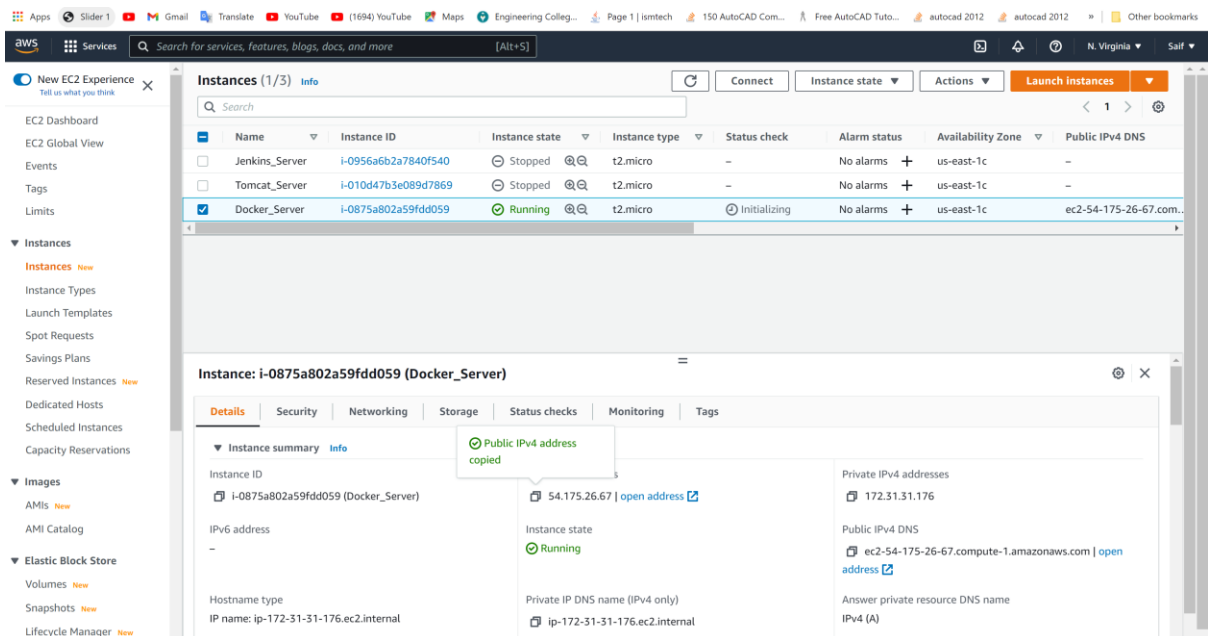 Apps Slider 1 Gmail Translate YouTube (1694) YouTube Maps Engineering Colleg... Page 1 | ismtech 150 AutoCAD Com... Free AutoCAD Tuto... autocad 2012 autocad 2012 » Other bookmarks
aws Services Search for services, features, blogs, docs, and more [Alt+S] N. Virginia ▼ Saif ▼
New EC2 Experience
Tell us what you think
EC2 Dashboard
EC2 Global View
Events
Tags
Limits
▼ Instances
Instances New
Instance Types
Launch Templates
Spot Requests
Savings Plans
Reserved Instances New
Dedicated Hosts
Scheduled Instances
Capacity Reservations
▼ Images
AMIs New
AMI Catalog
▼ Elastic Block Store
Volumes New
Snapshots New
Lifecycle Manager New
Instances (1/3) Info Connect Instance state ▼ Actions ▼ Launch instances ▼
Search < 1 >
Name Instance ID Instance state Instance type Status check Alarm status Availability Zone Public IPv4 DNS
Jenkins_Server i-0956a6b2a7840f540 Stopped t2.micro – No alarms + us-east-1c –
Tomcat_Server i-010d47b3e089d7869 Stopped t2.micro – No alarms + us-east-1c –
Docker_Server i-0875a802a59fdd059 Running t2.micro Initializing No alarms + us-east-1c ec2-54-175-26-67.com...
Instance: i-0875a802a59fdd059 (Docker_Server)
Details Security Networking Storage Status checks Monitoring Tags
▼ Instance summary Info
Public IPv4 address
copied
Instance ID s Private IPv4 addresses
i-0875a802a59fdd059 (Docker_Server) 54.175.26.67 | open address 172.31.31.176
IPv6 address Instance state Public IPv4 DNS
– Running ec2-54-175-26-67.compute-1.amazonaws.com | open
address
Hostname type Private IP DNS name (IPv4 only) Answer private resource DNS name
IP name: ip-172-31-31-176.ec2.internal ip-172-31-31-176.ec2.internal IPv4 (A)